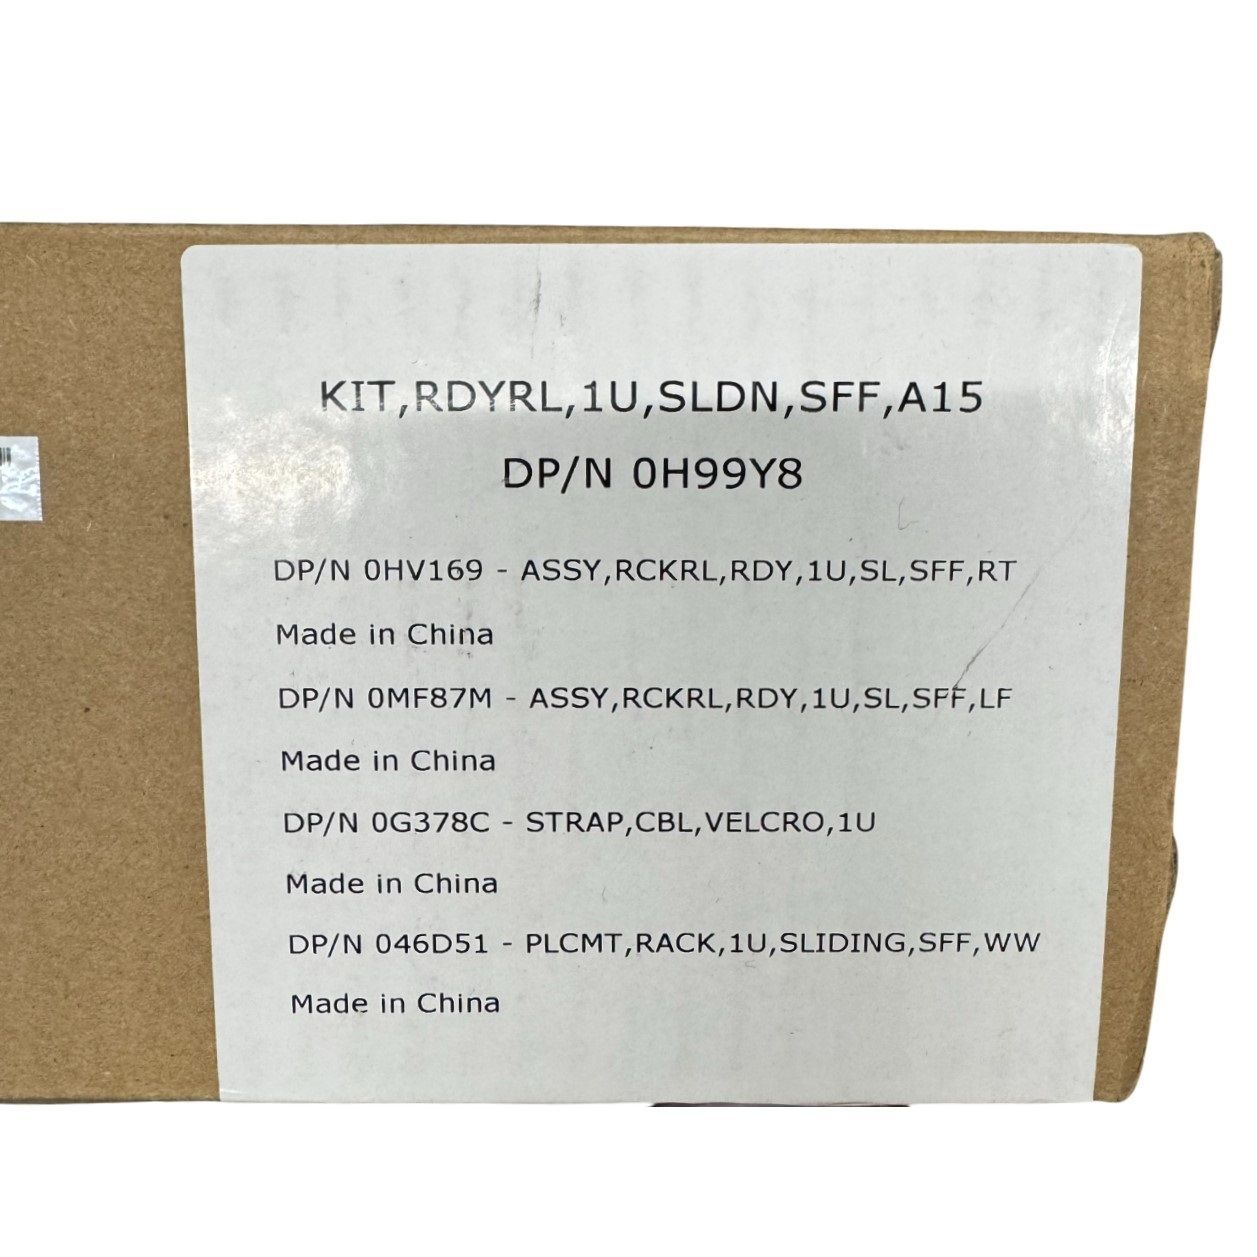 KIT,RDYRL,1U,SLDN,SFF,A15
DP/N 0H99Y8
DP/N 0HV169 - ASSY,RCKRL,RDY,1U,SL,SFF,RT
Made in China
DP/N 0MF87M - ASSY,RCKRL,RDY,1U,SL,SFF,LF
Made in China
DP/N 0G378C - STRAP,CBL,VELCRO,1U
Made in China
DP/N 046D51 - PLCMT,RACK,1U,SLIDING,SFF,WW
Made in China